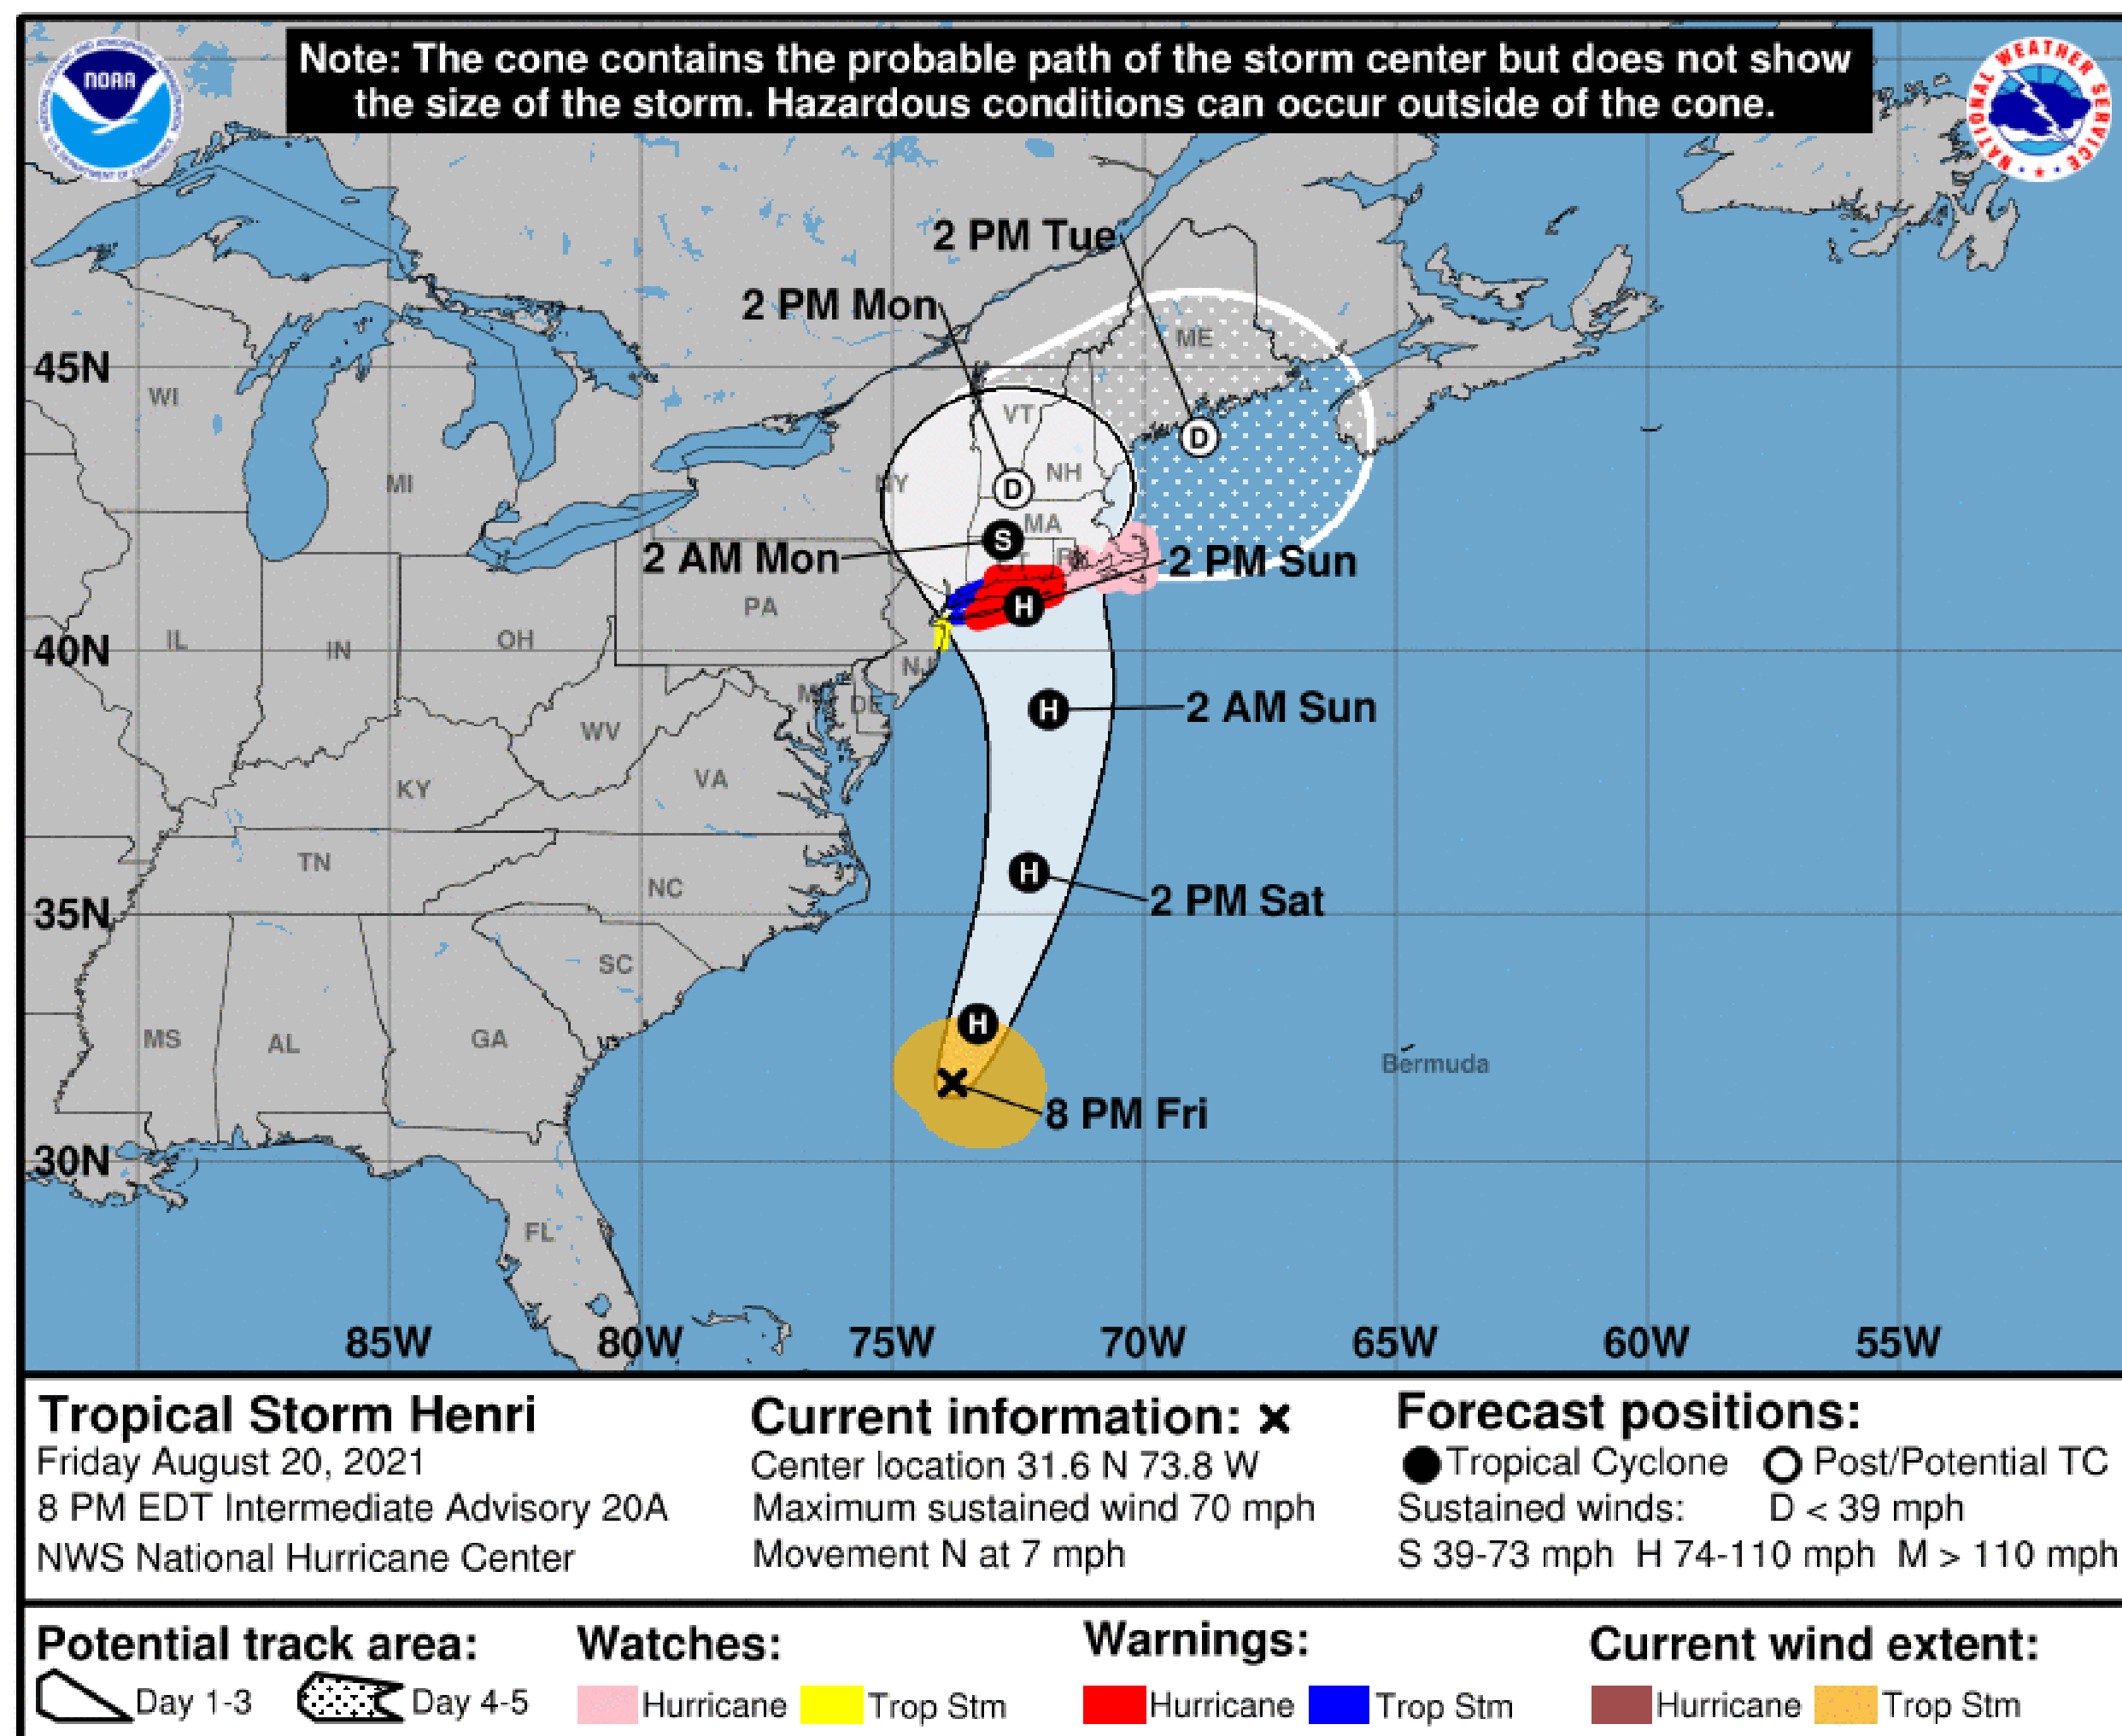 Note: The cone contains the probable path of the storm center but does not show
the size of the storm. Hazardous conditions can occur outside of the cone.
NOAA
NATIONAL WEATHER SERVICE
2 PM Tue
2 PM Mon
ME
45N
WI
VT
MI
NY
NH
D
D
MA
S
2 AM Mon
CT
2 PM Sun
H
PA
IL
IN
OH
40N
NJ
DE
H
2 AM Sun
WV
VA
KY
TN
NC
H
2 PM Sat
35N
SC
H
MS
AL
GA
Bermuda
8 PM Fri
30N
FL
85W 80W 75W 70W 65W 60W 55W
Tropical Storm Henri
Friday August 20, 2021
8 PM EDT Intermediate Advisory 20A
NWS National Hurricane Center
Current information: ×
Center location 31.6 N 73.8 W
Maximum sustained wind 70 mph
Movement N at 7 mph
Forecast positions:
Tropical Cyclone Post/Potential TC
Sustained winds: D < 39 mph
S 39-73 mph H 74-110 mph M > 110 mph
Potential track area:
Day 1-3 Day 4-5
Watches:
Hurricane Trop Stm
Warnings:
Hurricane Trop Stm
Current wind extent:
Hurricane Trop Stm